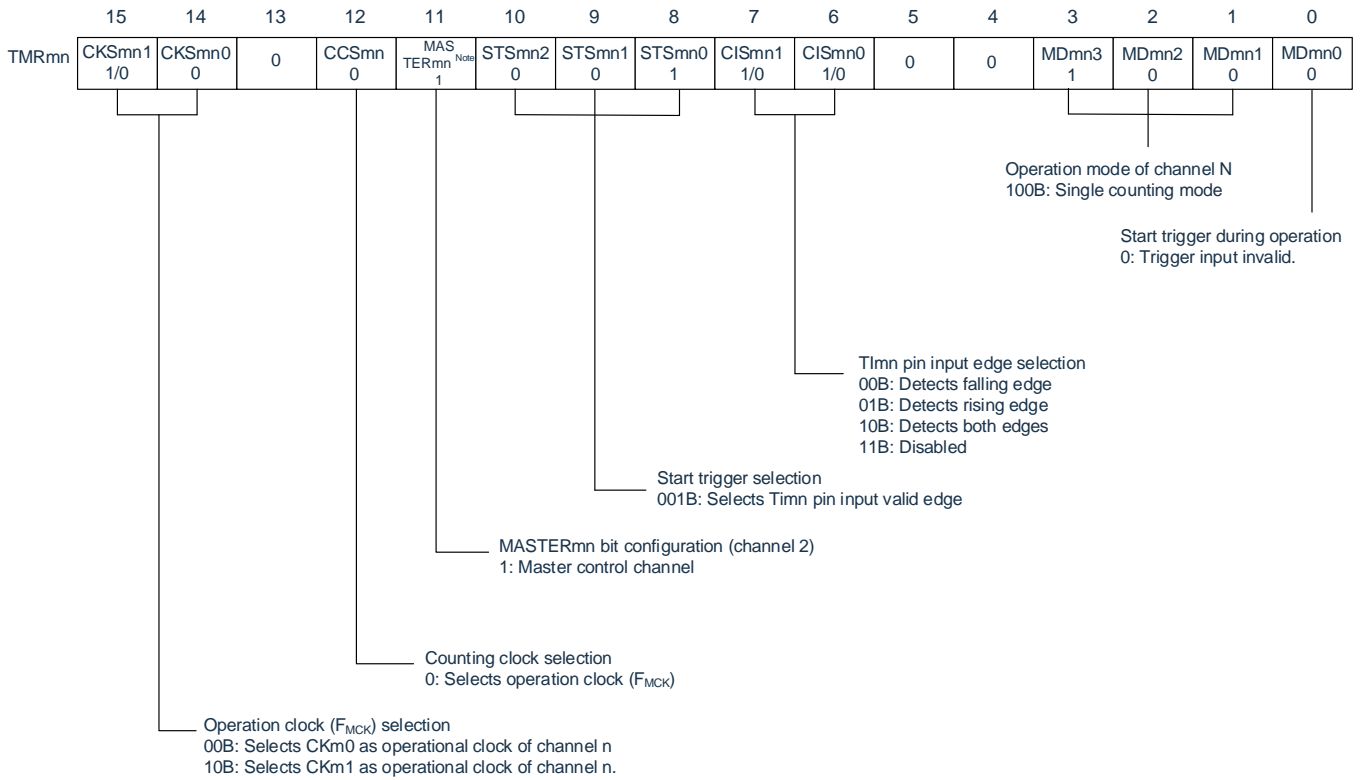 15 14 13 12 11 10 9 8 7 6 5 4 3 2 1 0
TMRmn CKSmn1 CKSmn0 0 CCSmn MAS STSmn2 STSmn1 STSmn0 CISmn1 CISmn0 0 0 MDmn3 MDmn2 MDmn1 MDmn0
TERmn Note
1/0 0 0 1 0 0 1 1/0 1/0 1 0 0 0
Operation mode of channel N
100B: Single counting mode
Start trigger during operation
0: Trigger input invalid.
TImn pin input edge selection
00B: Detects falling edge
01B: Detects rising edge
10B: Detects both edges
11B: Disabled
Start trigger selection
001B: Selects Timn pin input valid edge
MASTERmn bit configuration (channel 2)
1: Master control channel
Counting clock selection
0: Selects operation clock (FMCK)
Operation clock (FMCK) selection
00B: Selects CKm0 as operational clock of channel n
10B: Selects CKm1 as operational clock of channel n.